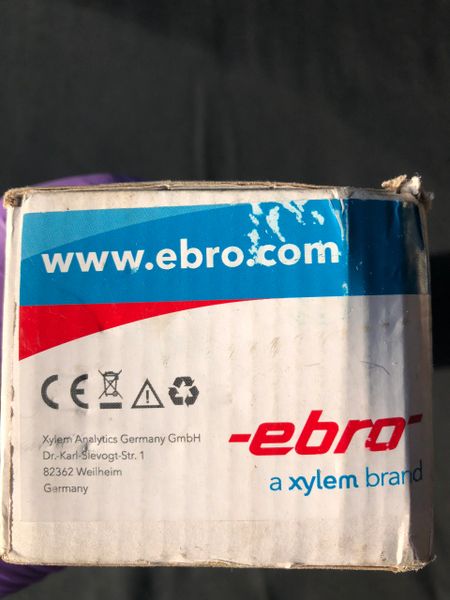 www.ebro.com
CE
Xylem Analytics Germany GmbH
Dr.-Karl-Slevogt-Str. 1
82362 Weilheim
Germany
-ebro-
a xylem brand